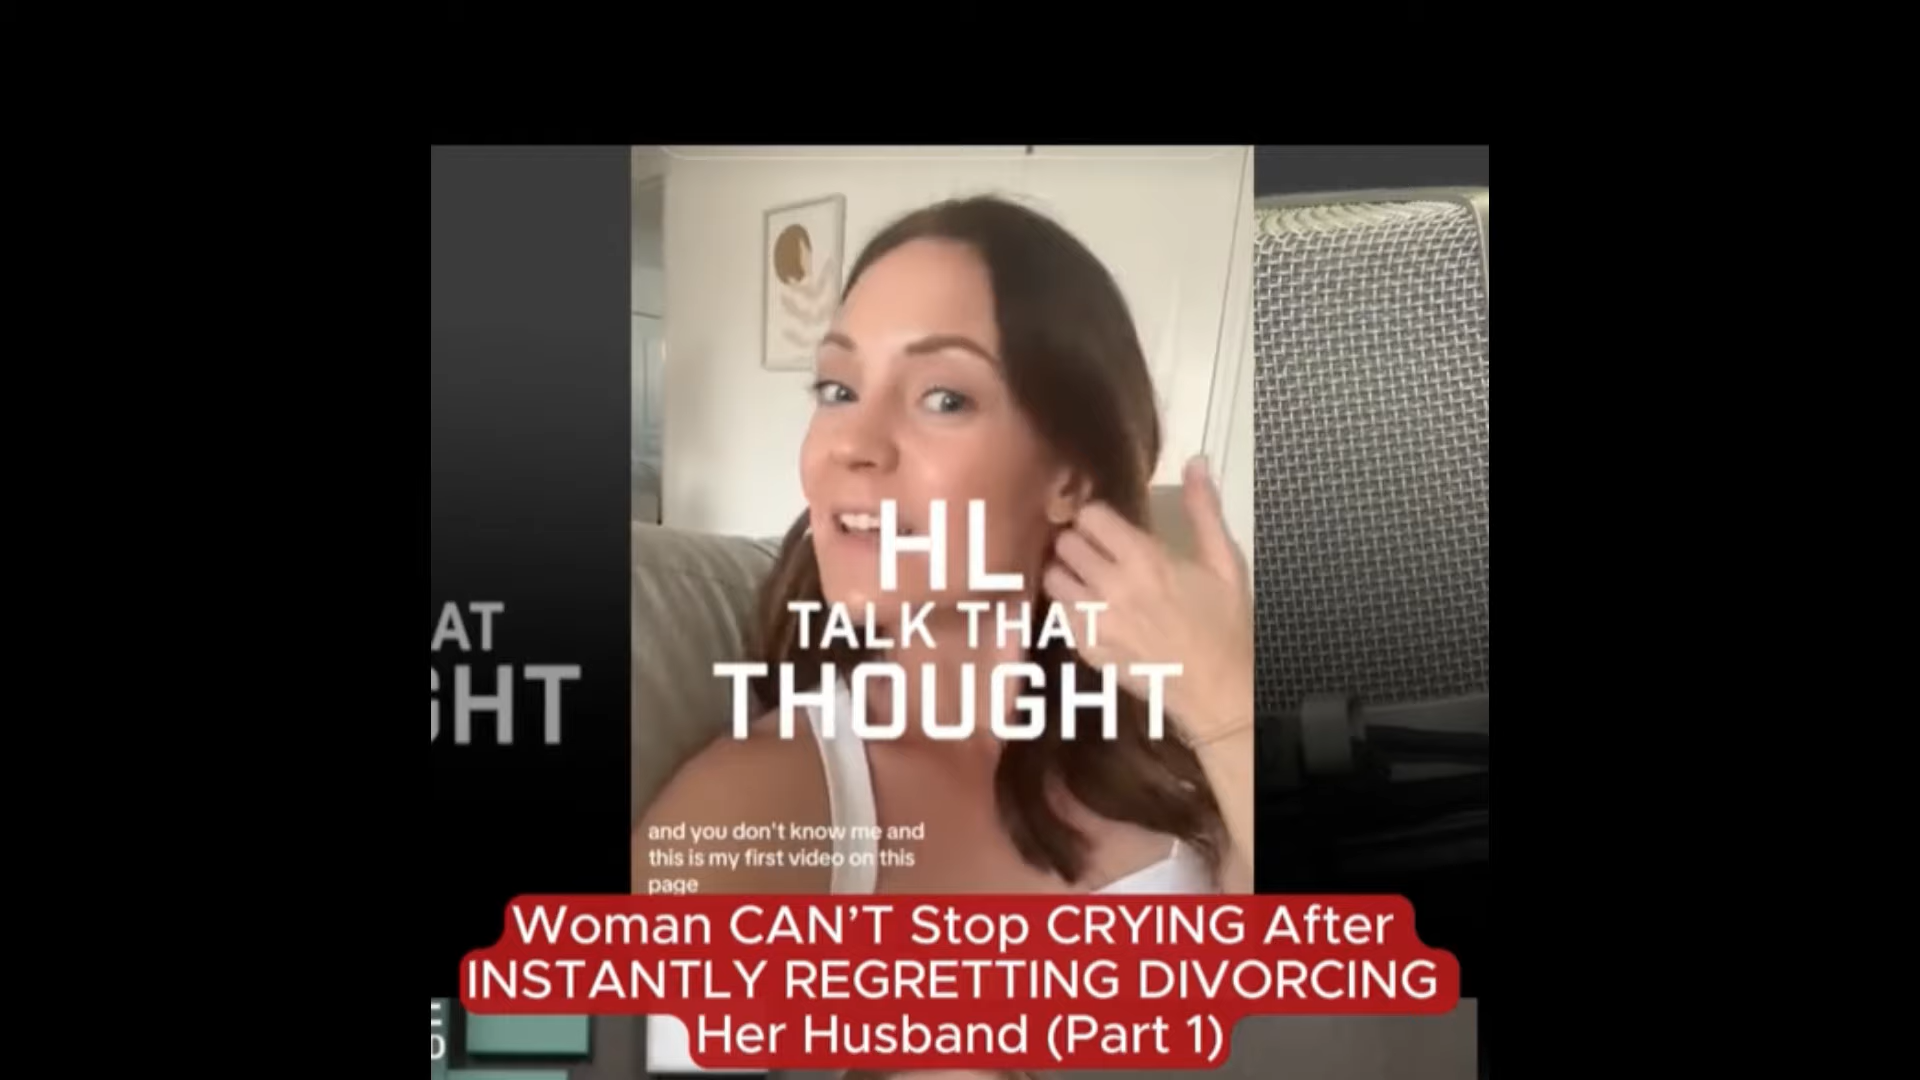 HL
TALK THAT
THOUGHT
AT
GHT
and you don't know me and
this is my first video on this
page
Woman CAN’T Stop CRYING After
INSTANTLY REGRETTING DIVORCING
Her Husband (Part 1)